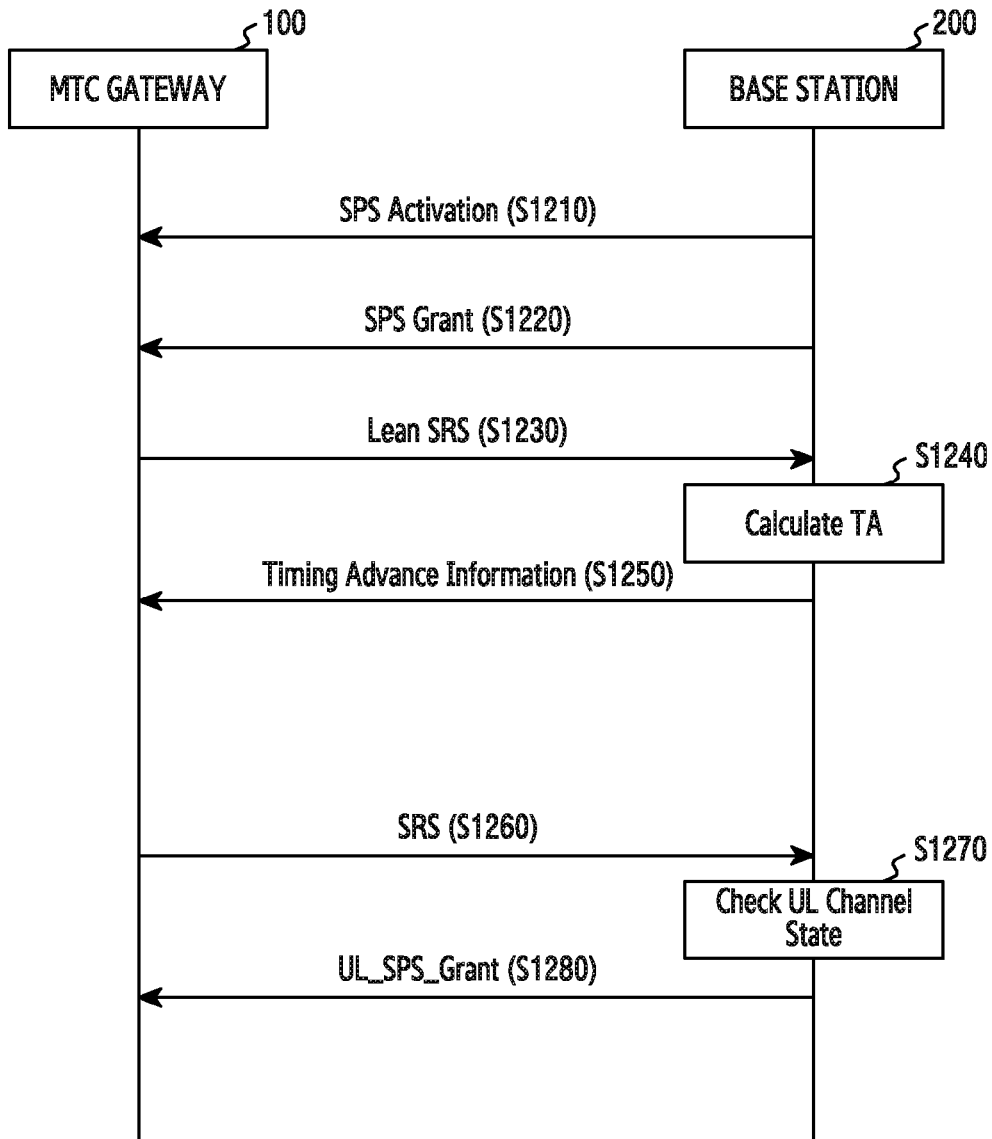 100
200
MTC GATEWAY
BASE STATION
SPS Activation (S1210)
SPS Grant (S1220)
Lean SRS (S1230)
S1240
Calculate TA
Timing Advance Information (S1250)
SRS (S1260)
S1270
Check UL Channel
State
UL_SPS_Grant (S1280)